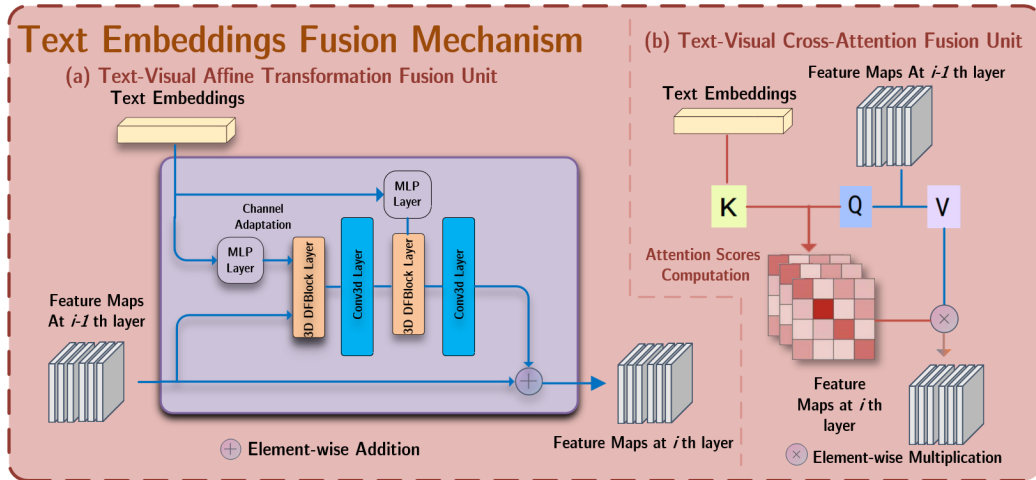 Text Embeddings Fusion Mechanism
(a) Text-Visual Affine Transformation Fusion Unit
Text Embeddings
MLP
Layer
Channel
Adaptation
MLP
Layer
3D DFBlock Layer
Conv3d Layer
3D DFBlock Layer
Conv3d Layer
Feature Maps
At i-1 th layer
Feature Maps at i th layer
Element-wise Addition
(b) Text-Visual Cross-Attention Fusion Unit
Feature Maps At i-1 th layer
Text Embeddings
K
Q
V
Attention Scores
Computation
Feature
Maps at i th
layer
Element-wise Multiplication